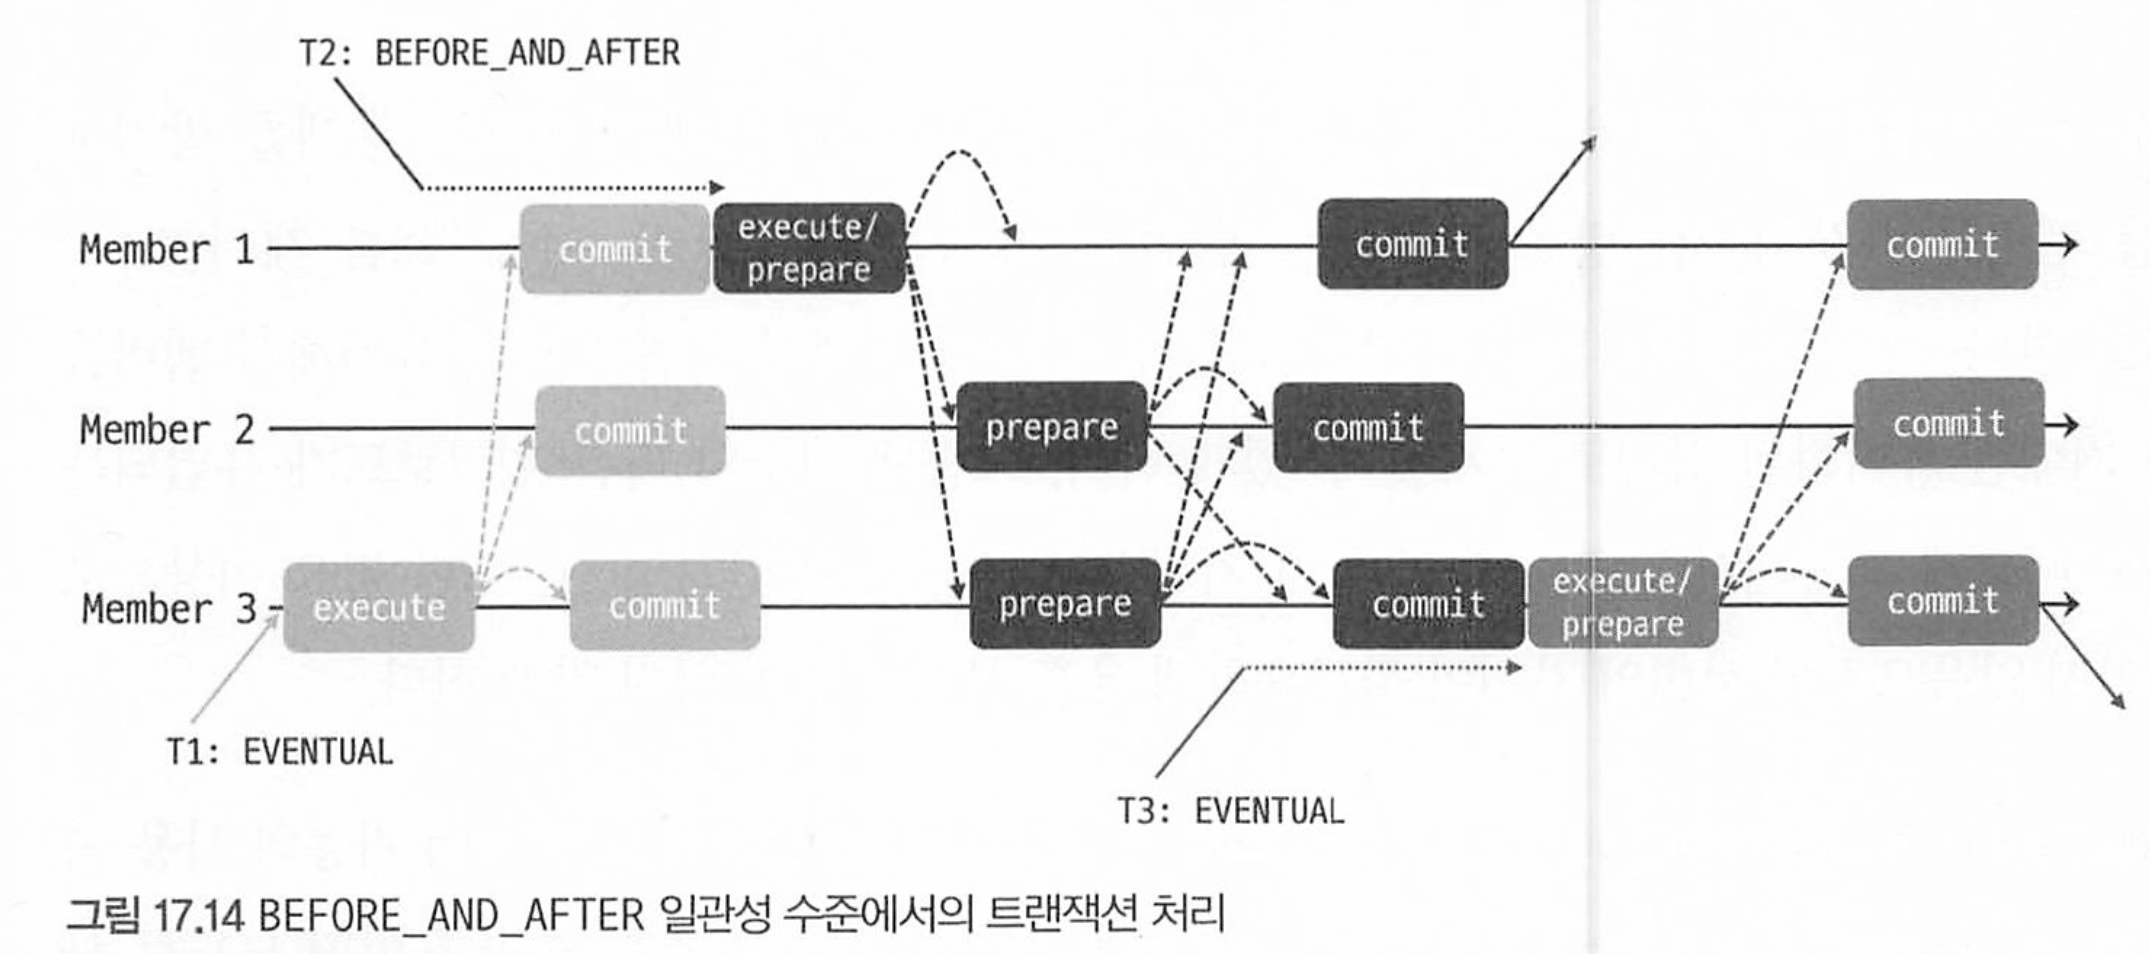 T2: BEFORE_AND_AFTER
Member 1
commit
execute/
prepare
commit
commit
Member 2
commit
prepare
commit
commit
Member 3
execute
commit
prepare
commit
execute/
prepare
commit
T1: EVENTUAL
T3: EVENTUAL
그림 17.14 BEFORE_AND_AFTER 일관성 수준에서의 트랜잭션 처리